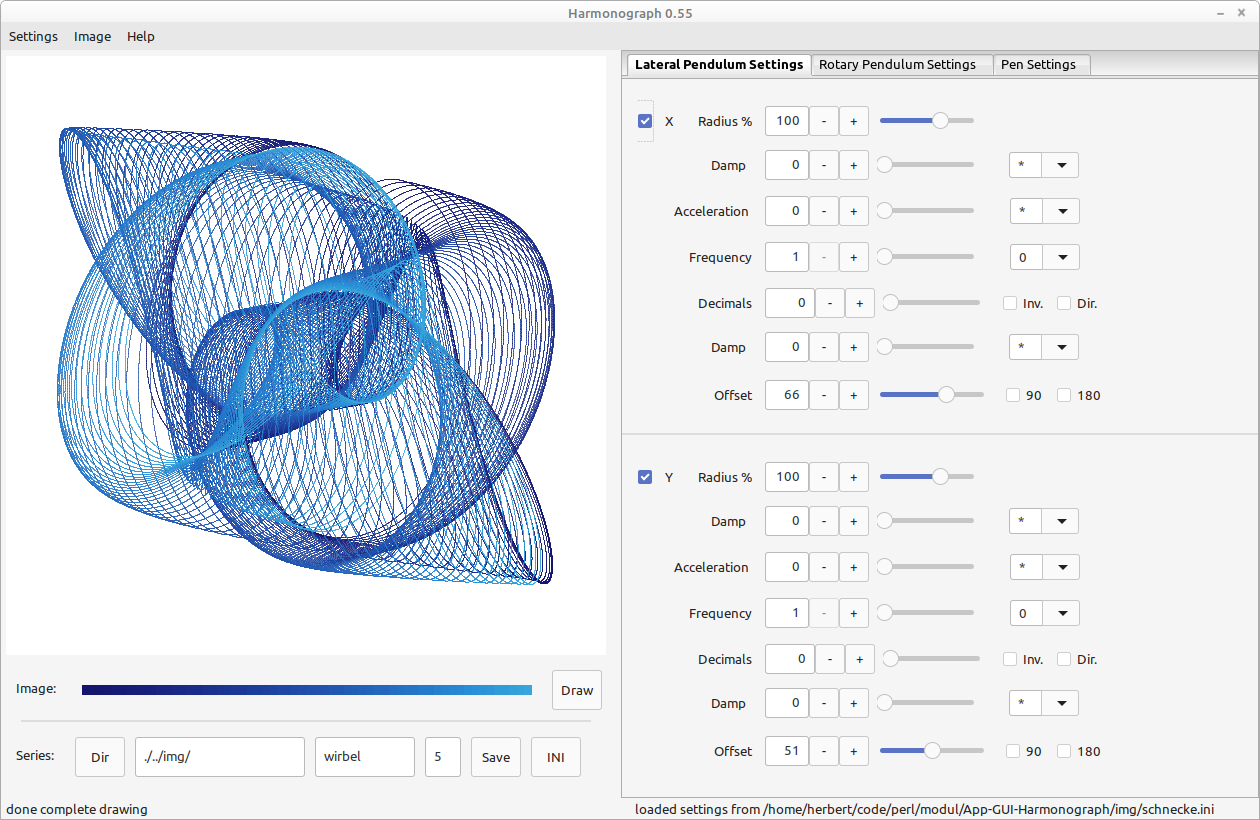 Harmonograph 0.55
Settings Image Help
Lateral Pendulum Settings Rotary Pendulum Settings Pen Settings
X Radius % 100 - +
Damp 0 - + *
Acceleration 0 - + *
Frequency 1 - + 0
Decimals 0 - + Inv. Dir.
Damp 0 - + *
Offset 66 - + 90 180
Y Radius % 100 - +
Damp 0 - + *
Acceleration 0 - + *
Frequency 1 - + 0
Decimals 0 - + Inv. Dir.
Damp 0 - + *
Offset 51 - + 90 180
Image: Draw
Series: Dir ./../img/ wirbel 5 Save INI
done complete drawing
loaded settings from /home/herbert/code/perl/modul/App-GUI-Harmonograph/img/schnecke.ini